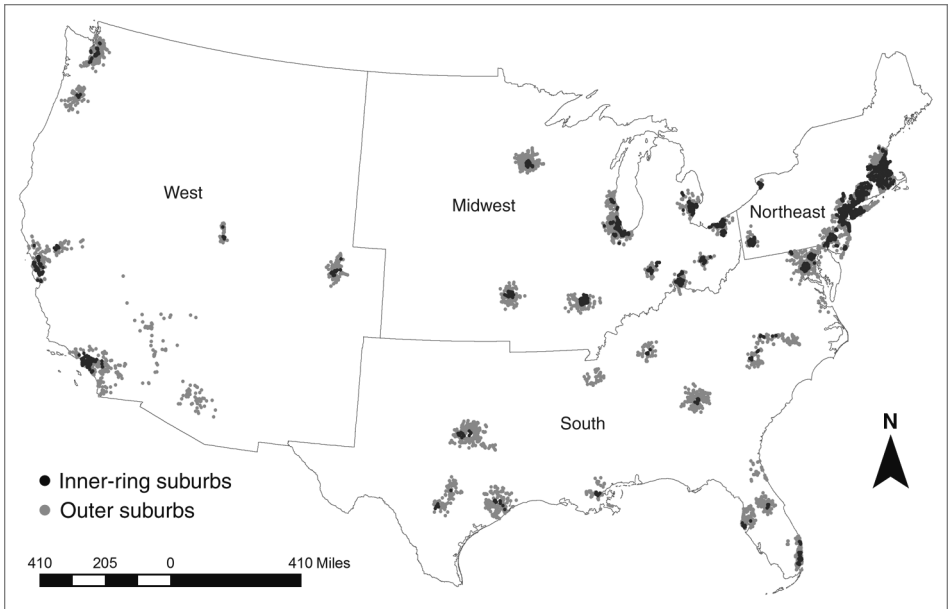 West
Midwest
Northeast
South
N
Inner-ring suburbs
Outer suburbs
410 205 0 410 Miles